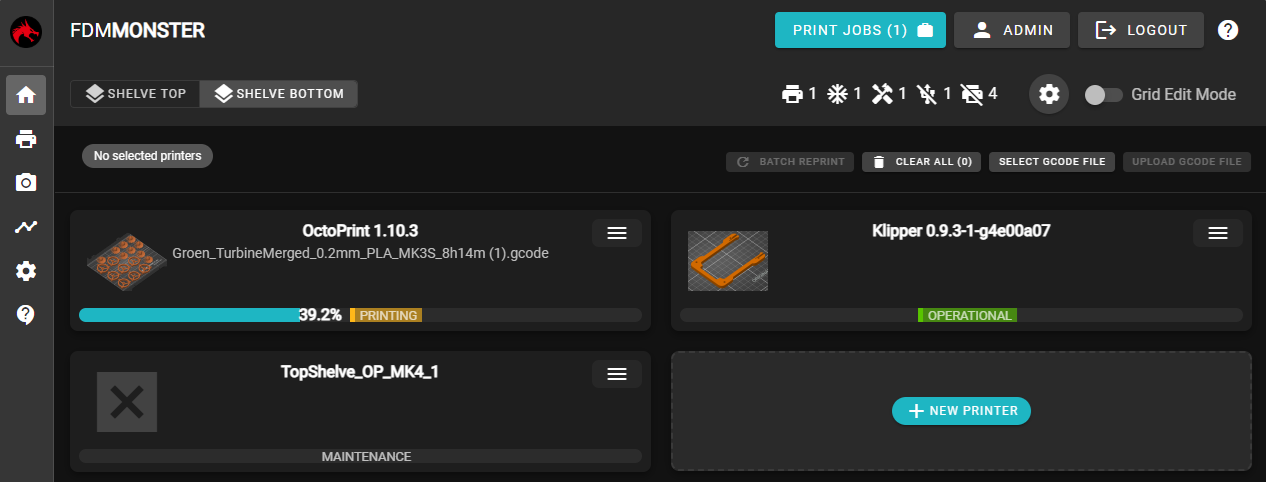 FDMMONSTER
PRINT JOBS (1)
ADMIN
LOGOUT
SHELVE TOP
SHELVE BOTTOM
1 1 1 1 4
Grid Edit Mode
No selected printers
BATCH REPRINT
CLEAR ALL (0)
SELECT GCODE FILE
UPLOAD GCODE FILE
OctoPrint 1.10.3
Groen_TurbineMerged_0.2mm_PLA_MK3S_8h14m (1).gcode
39.2% PRINTING
Klipper 0.9.3-1-g4e00a07
OPERATIONAL
TopShelve_OP_MK4_1
MAINTENANCE
NEW PRINTER